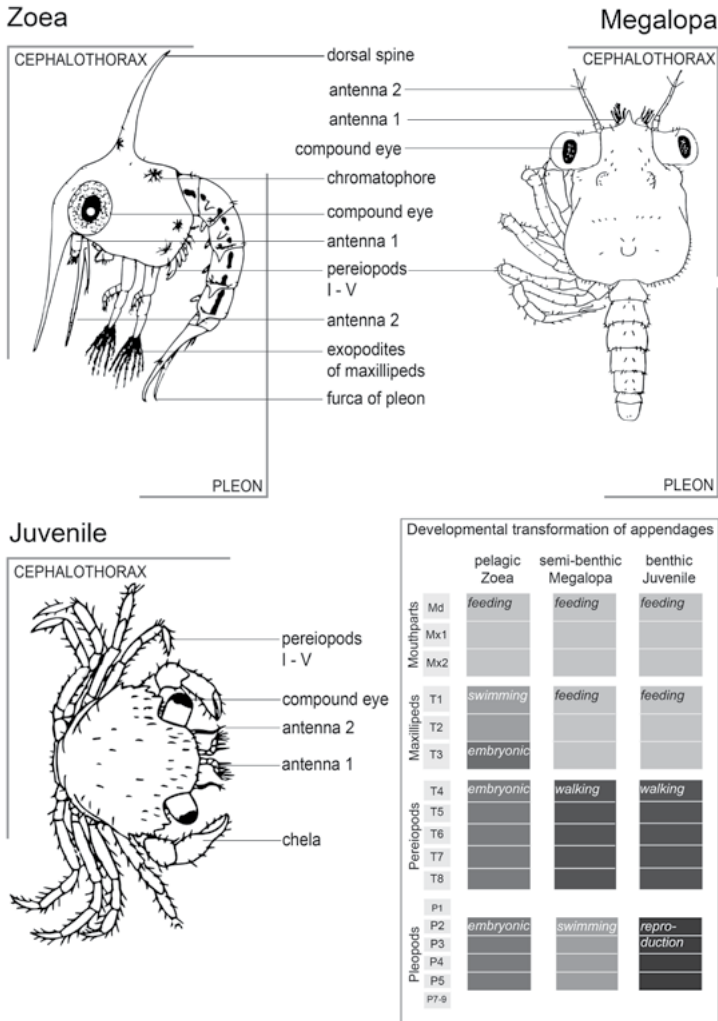 Zoea
Megalopa
CEPHALOTHORAX
dorsal spine
CEPHALOTHORAX
antenna 2
antenna 1
compound eye
chromatophore
compound eye
antenna 1
pereiopods
I - V
antenna 2
exopodites
of maxillipeds
furca of pleon
PLEON
PLEON
Juvenile
CEPHALOTHORAX
pereiopods
I - V
compound eye
antenna 2
antenna 1
chela
Developmental transformation of appendages
pelagic semi-benthic benthic
Zoea Megalopa Juvenile
Mouthparts
Md feeding feeding feeding
Mx1
Mx2
Maxillipeds
T1 swimming feeding feeding
T2
T3 embryonic
Pereiopods
T4 embryonic walking walking
T5
T6
T7
T8
Pleopods
P1
P2 embryonic swimming repro-
P3 duction
P4
P5
P7-9